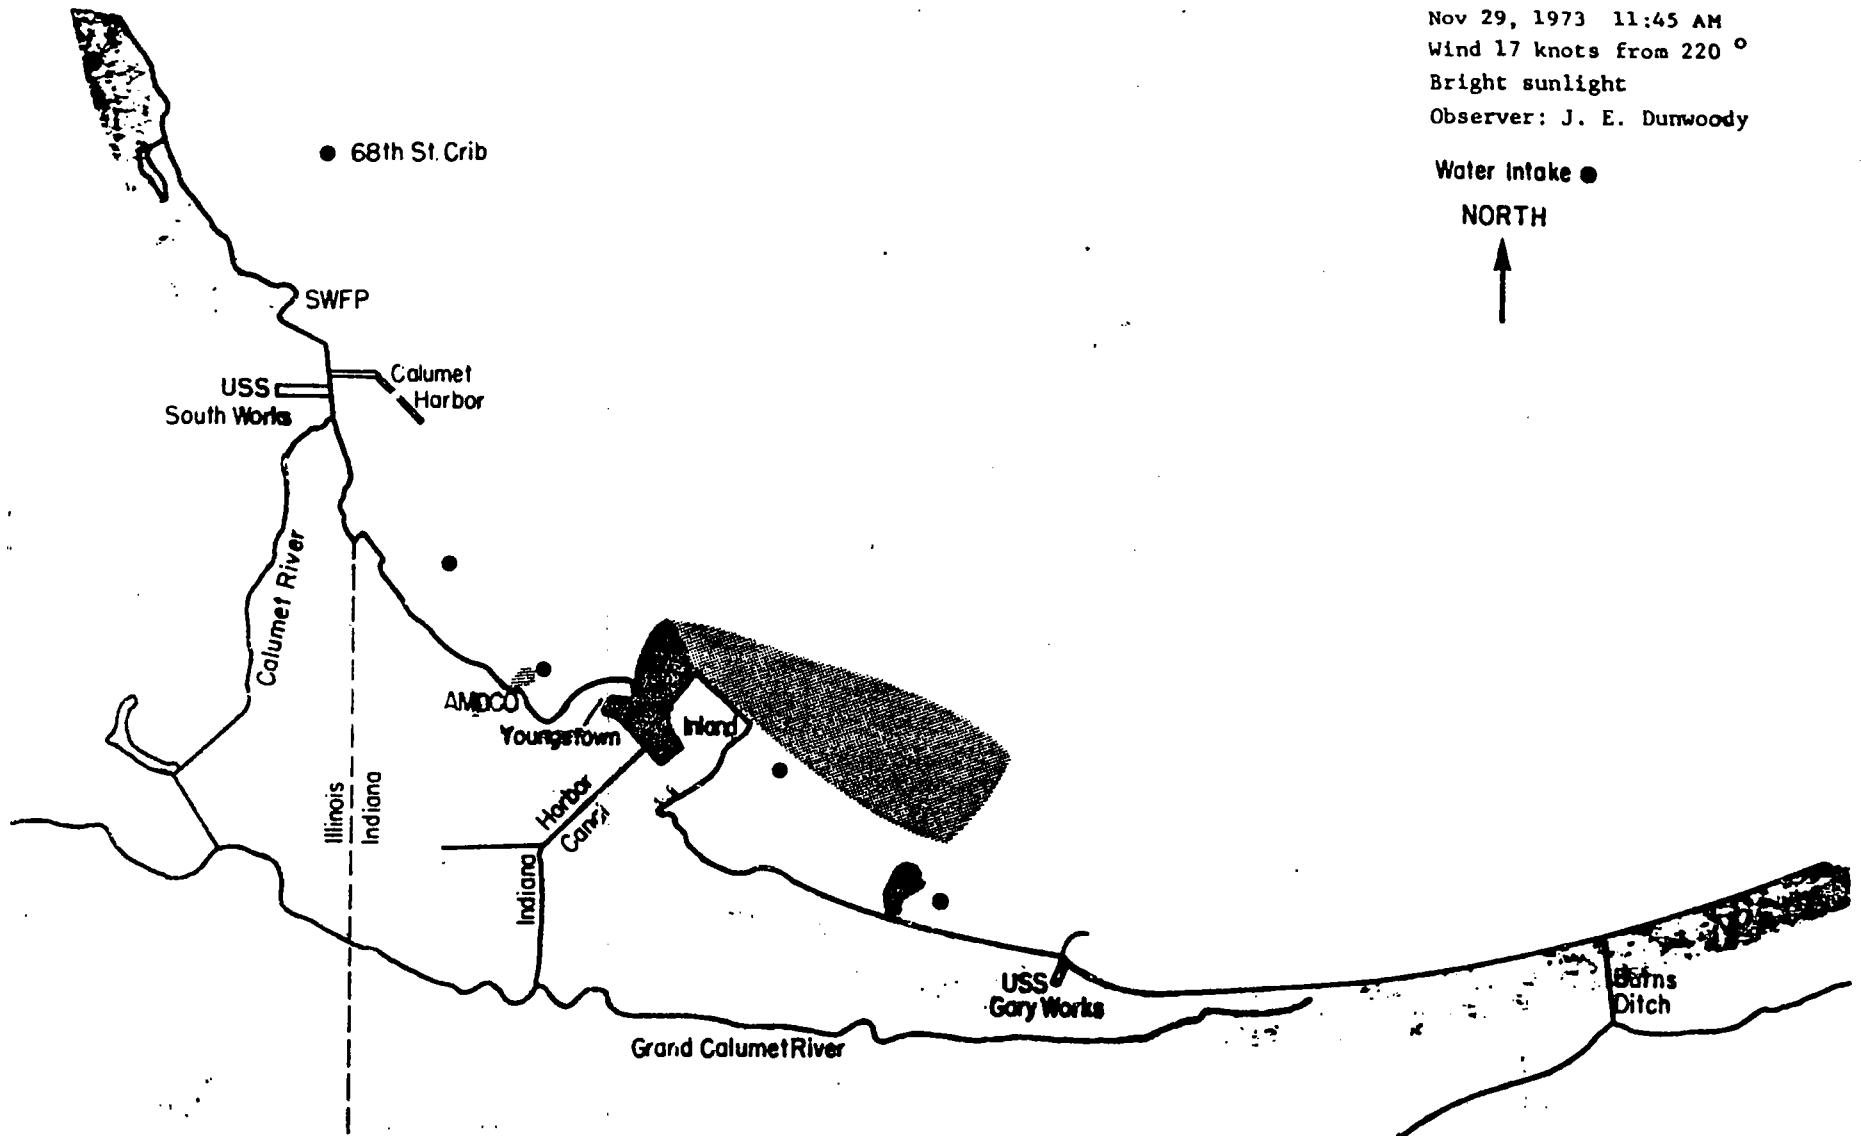 Nov 29, 1973 11:45 AM
Wind 17 knots from 220 °
Bright sunlight
Observer: J. E. Dunwoody
Water Intake
NORTH
68th St. Crib
SWFP
Calumet
Harbor
USS
South Works
Calumet River
AMOCO
Youngstown
Inland
Harbor
Canal
Illinois
Indiana
Indiana
USS
Gary Works
Burns
Ditch
Grand Calumet River